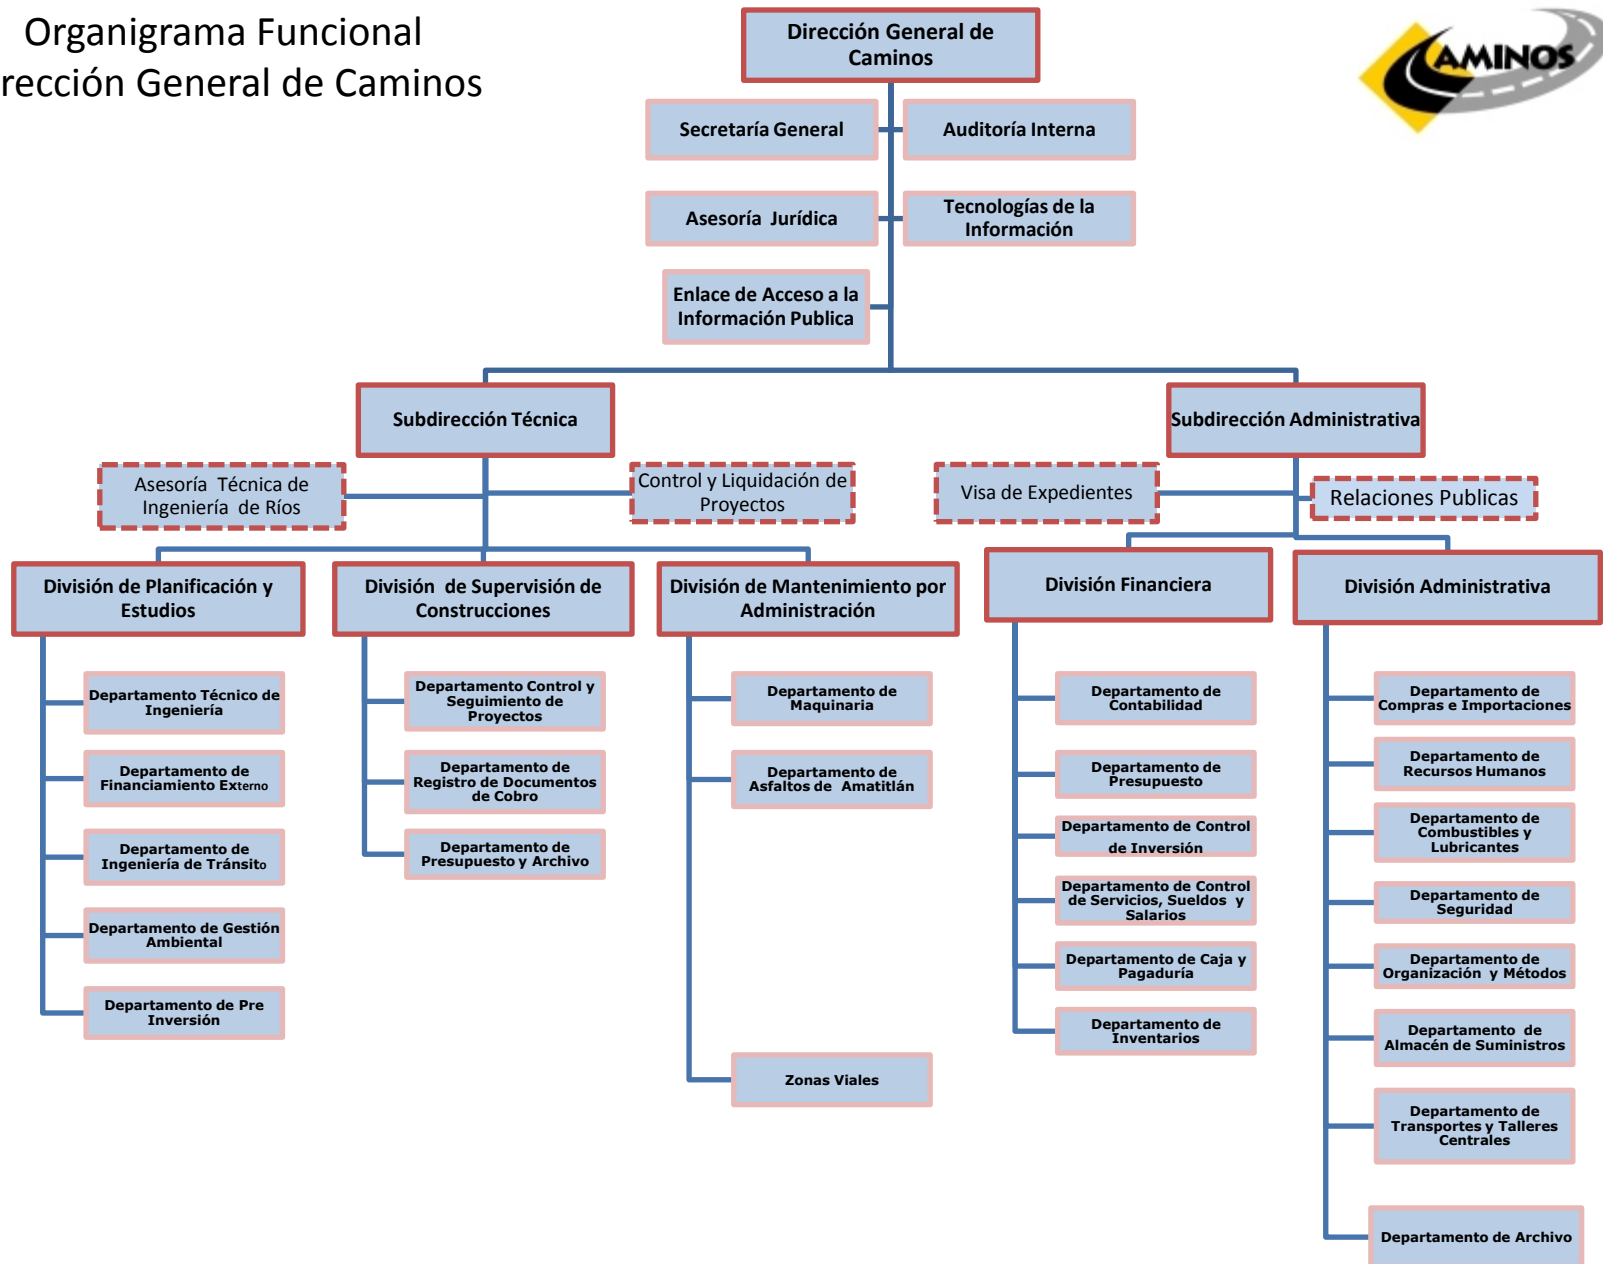 Organigrama Funcional
rección General de Caminos
Dirección General de
Caminos
AMINOS
Secretaría General
Auditoría Interna
Asesoría Jurídica
Tecnologías de la
Información
Enlace de Acceso a la
Información Publica
Subdirección Técnica
Subdirección Administrativa
Asesoría Técnica de
Ingeniería de Ríos
Control y Liquidación de
Proyectos
Visa de Expedientes
Relaciones Publicas
División de Planificación y
Estudios
División de Supervisión de
Construcciones
División de Mantenimiento por
Administración
División Financiera
División Administrativa
Departamento Técnico de
Ingeniería
Departamento de
Financiamiento Externo
Departamento de
Ingeniería de Tránsito
Departamento de Gestión
Ambiental
Departamento de Pre
Inversión
Departamento Control y
Seguimiento de
Proyectos
Departamento de
Registro de Documentos
de Cobro
Departamento de
Presupuesto y Archivo
Departamento de
Maquinaria
Departamento de
Asfaltos de Amatitlán
Zonas Viales
Departamento de
Contabilidad
Departamento de
Presupuesto
Departamento de Control
de Inversión
Departamento de Control
de Servicios, Sueldos y
Salarios
Departamento de Caja y
Pagaduría
Departamento de
Inventarios
Departamento de
Compras e Importaciones
Departamento de
Recursos Humanos
Departamento de
Combustibles y
Lubricantes
Departamento de
Seguridad
Departamento de
Organización y Métodos
Departamento de
Almacén de Suministros
Departamento de
Transportes y Talleres
Centrales
Departamento de Archivo